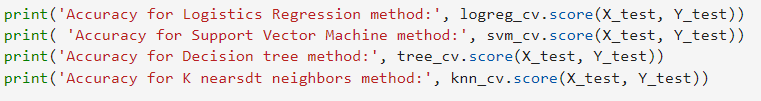 print('Accuracy for Logistics Regression method:', logreg_cv.score(X_test, Y_test))
print( 'Accuracy for Support Vector Machine method:', svm_cv.score(X_test, Y_test))
print('Accuracy for Decision tree method:', tree_cv.score(X_test, Y_test))
print('Accuracy for K nearsdt neighbors method:', knn_cv.score(X_test, Y_test))